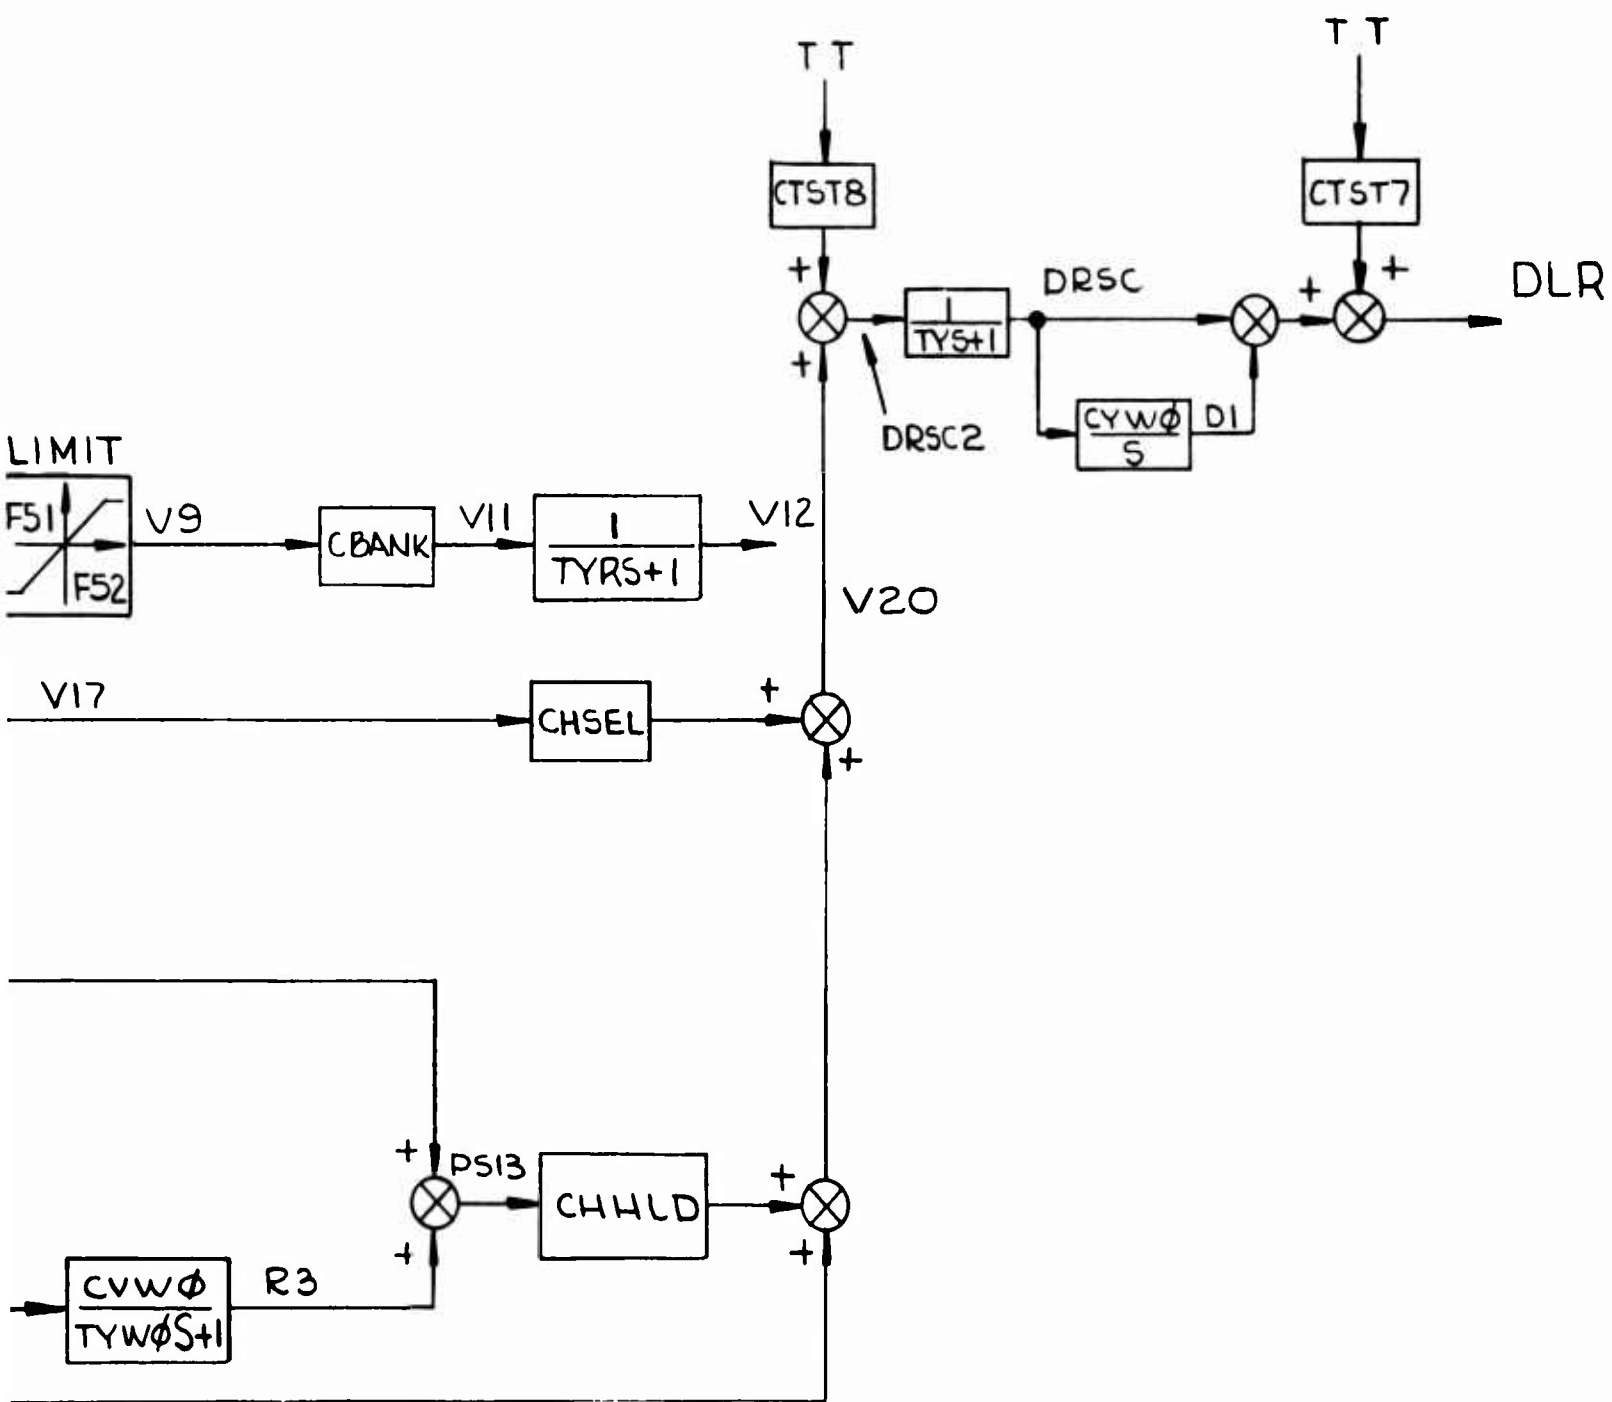 T T
T T
CTST8
CTST7
+
+
+
DRSC
DLR
1
TYS+1
+
DRSC2
CYWØ
S
D1
LIMIT
F51
F52
V9
CBANK
V11
1
TYRS+1
V12
V20
V17
CHSEL
+
+
+
PS13
CHHLD
+
+
+
CVWØ
TYWØS+1
R3